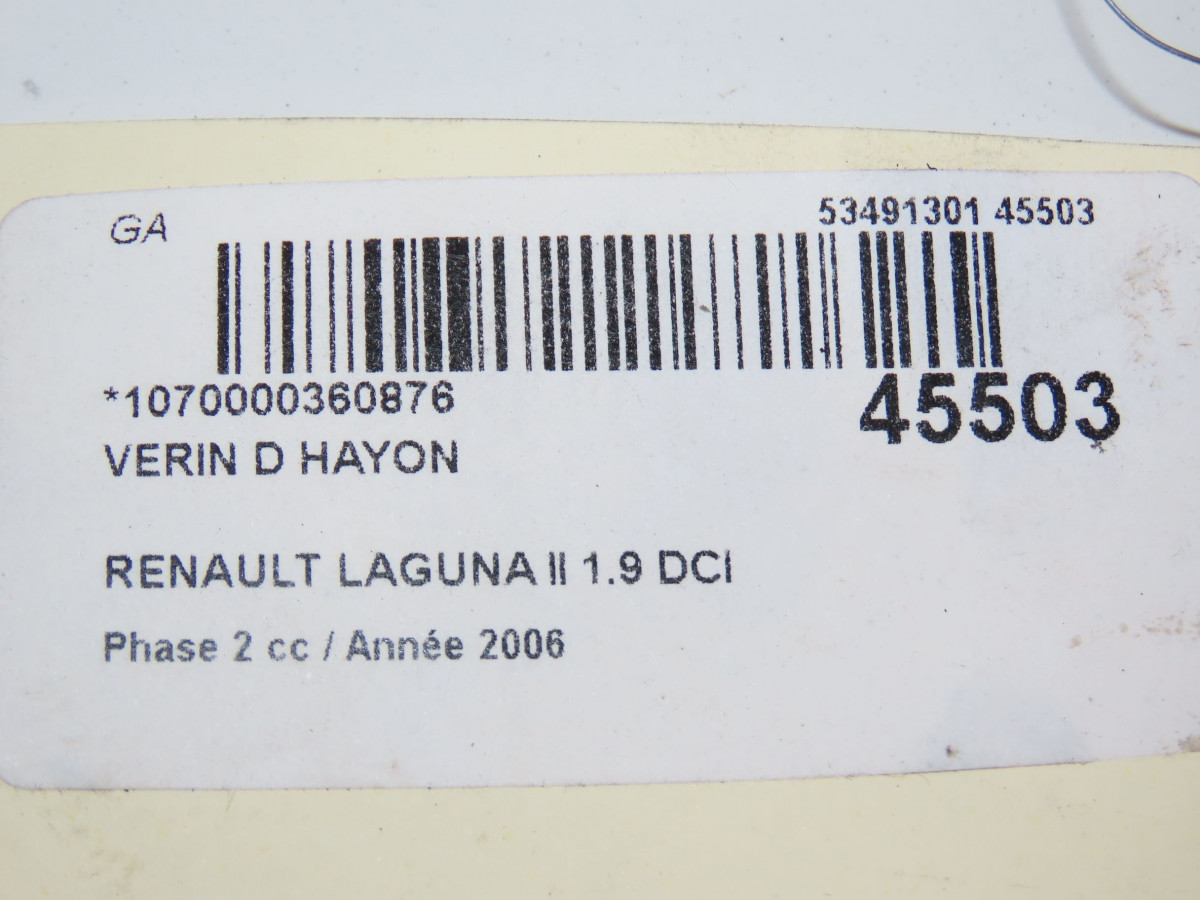 GA
53491301 45503
*1070000360876
45503
VERIN D HAYON
RENAULT LAGUNA II 1.9 DCI
Phase 2 cc / Année 2006